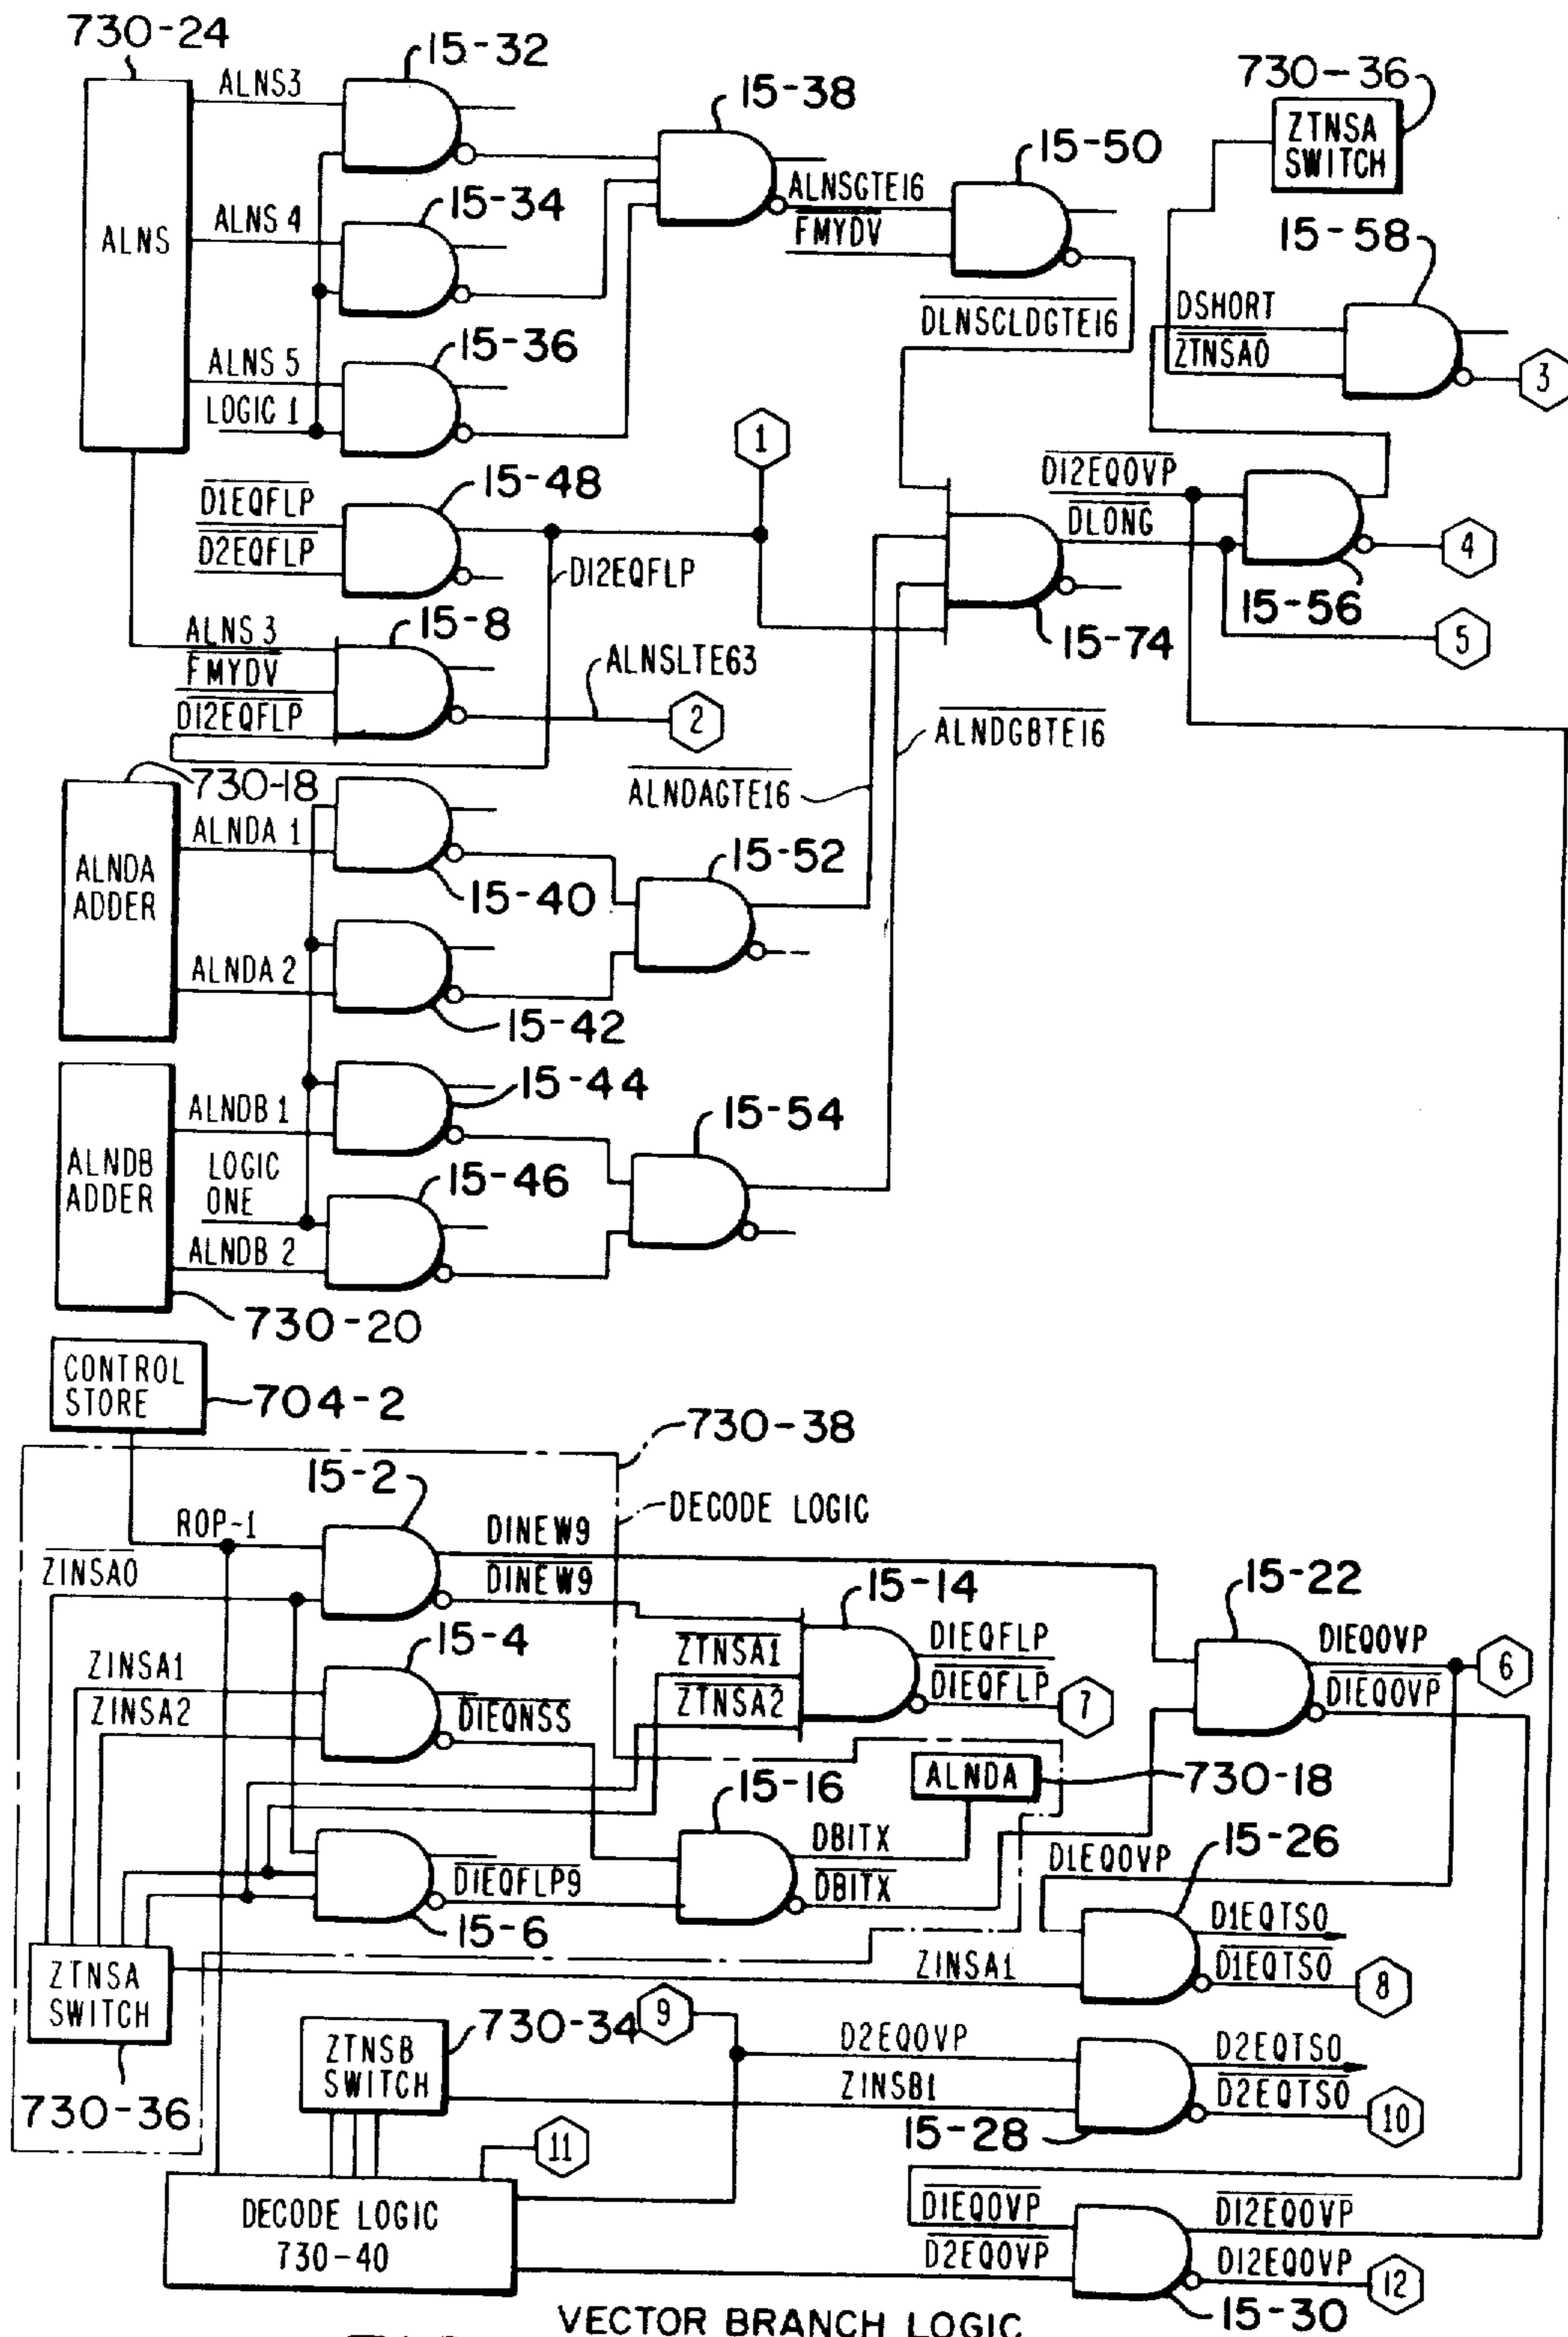 730-24
ALNS3
15-32
15-38
15-50
730-36
ZTNSA
SWITCH
ALNS
ALNS 4
15-34
ALNSGTE16
FMYDV
15-58
ALNS 5
15-36
LOGIC 1
DLNSCLDGTE16
DSHORT
ZTNSA0
3
1
D1EQFLP
15-48
D2EQFLP
DI2EQFLP
DI2EQOVP
DLONG
4
15-56
ALNS 3
15-8
FMYDV
DI2EQFLP
ALNSLTE63
2
15-74
5
ALNDGBTE16
730-18
ALNDAGTE16
ALNDA
ADDER
ALNDA 1
15-40
15-52
ALNDA 2
15-42
ALNDB
ADDER
ALNDB 1
15-44
15-54
LOGIC
ONE
15-46
ALNDB 2
730-20
CONTROL
STORE
704-2
730-38
15-2
DECODE LOGIC
ROP-1
DINEW9
ZINSA0
DINEW9
15-14
15-22
15-4
ZINSA1
ZTNSA1
DIEQFLP
DIEQOVP
6
ZINSA2
DIEQNSS
ZTNSA2
DIEQFLP
7
DIEQOVP
ALNDA
730-18
15-16
DBITX
15-26
DIEQFLP9
DBITX
D1EQOVP
15-6
D1EQTSO
ZTNSA
SWITCH
ZINSA1
D1EQTSO
8
9
730-34
ZTNSB
SWITCH
D2EQOVP
D2EQTSO
ZINSB1
D2EQTSO
10
730-36
15-28
11
DECODE LOGIC
730-40
D1EQOVP
DI2EQOVP
D2EQOVP
DI2EQOVP
12
15-30
VECTOR BRANCH LOGIC